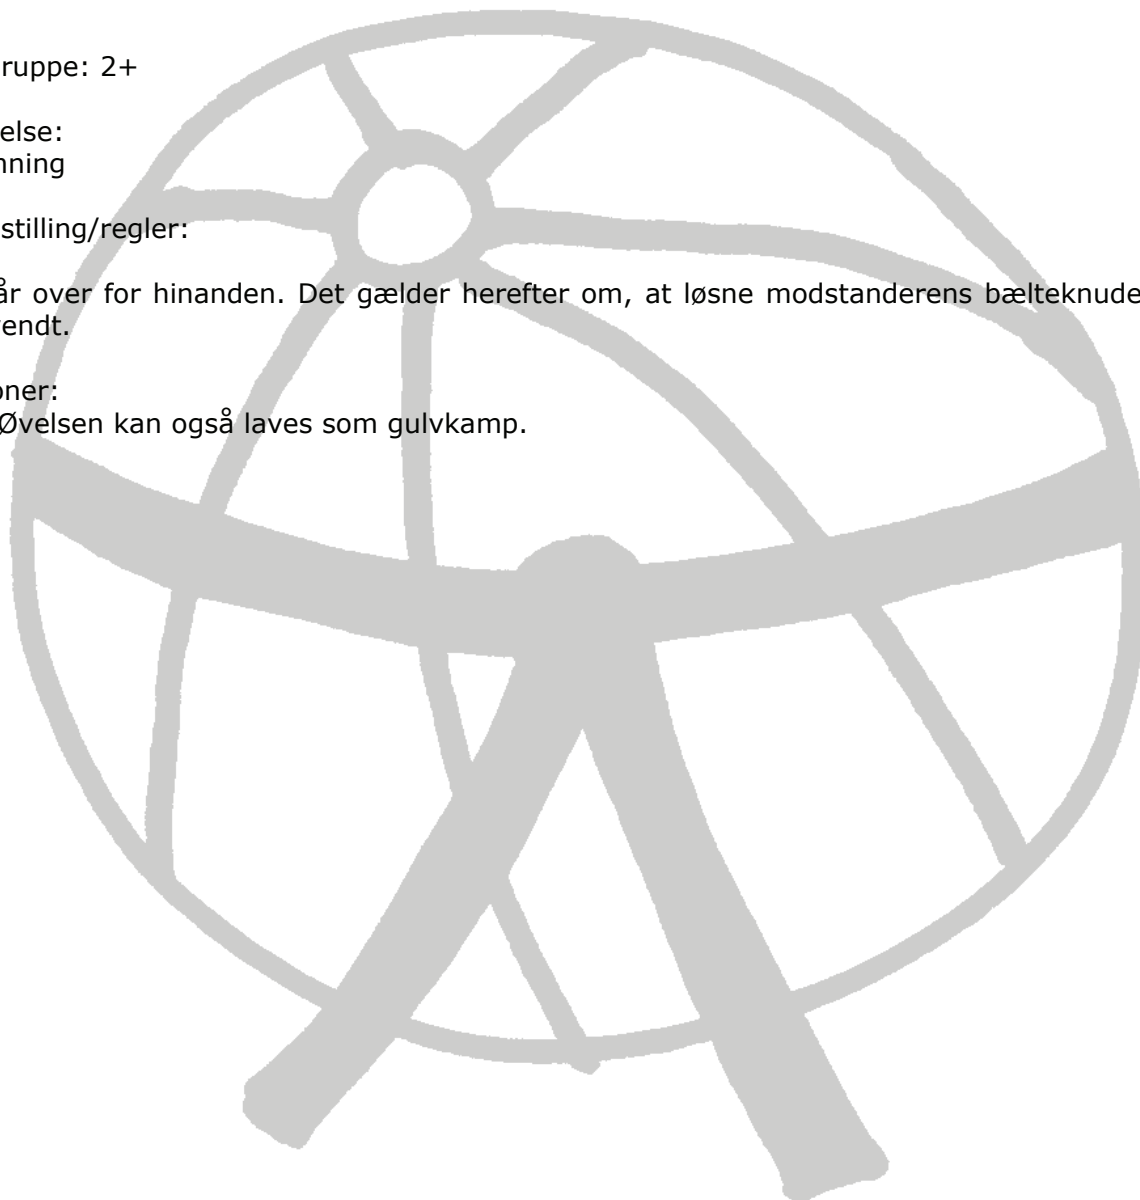 ruppe: 2+
else:
nning
stilling/regler:
år over for hinanden. Det gælder herefter om, at løsne modstanderens bælteknude
endt.
oner:
Øvelsen kan også laves som gulvkamp.